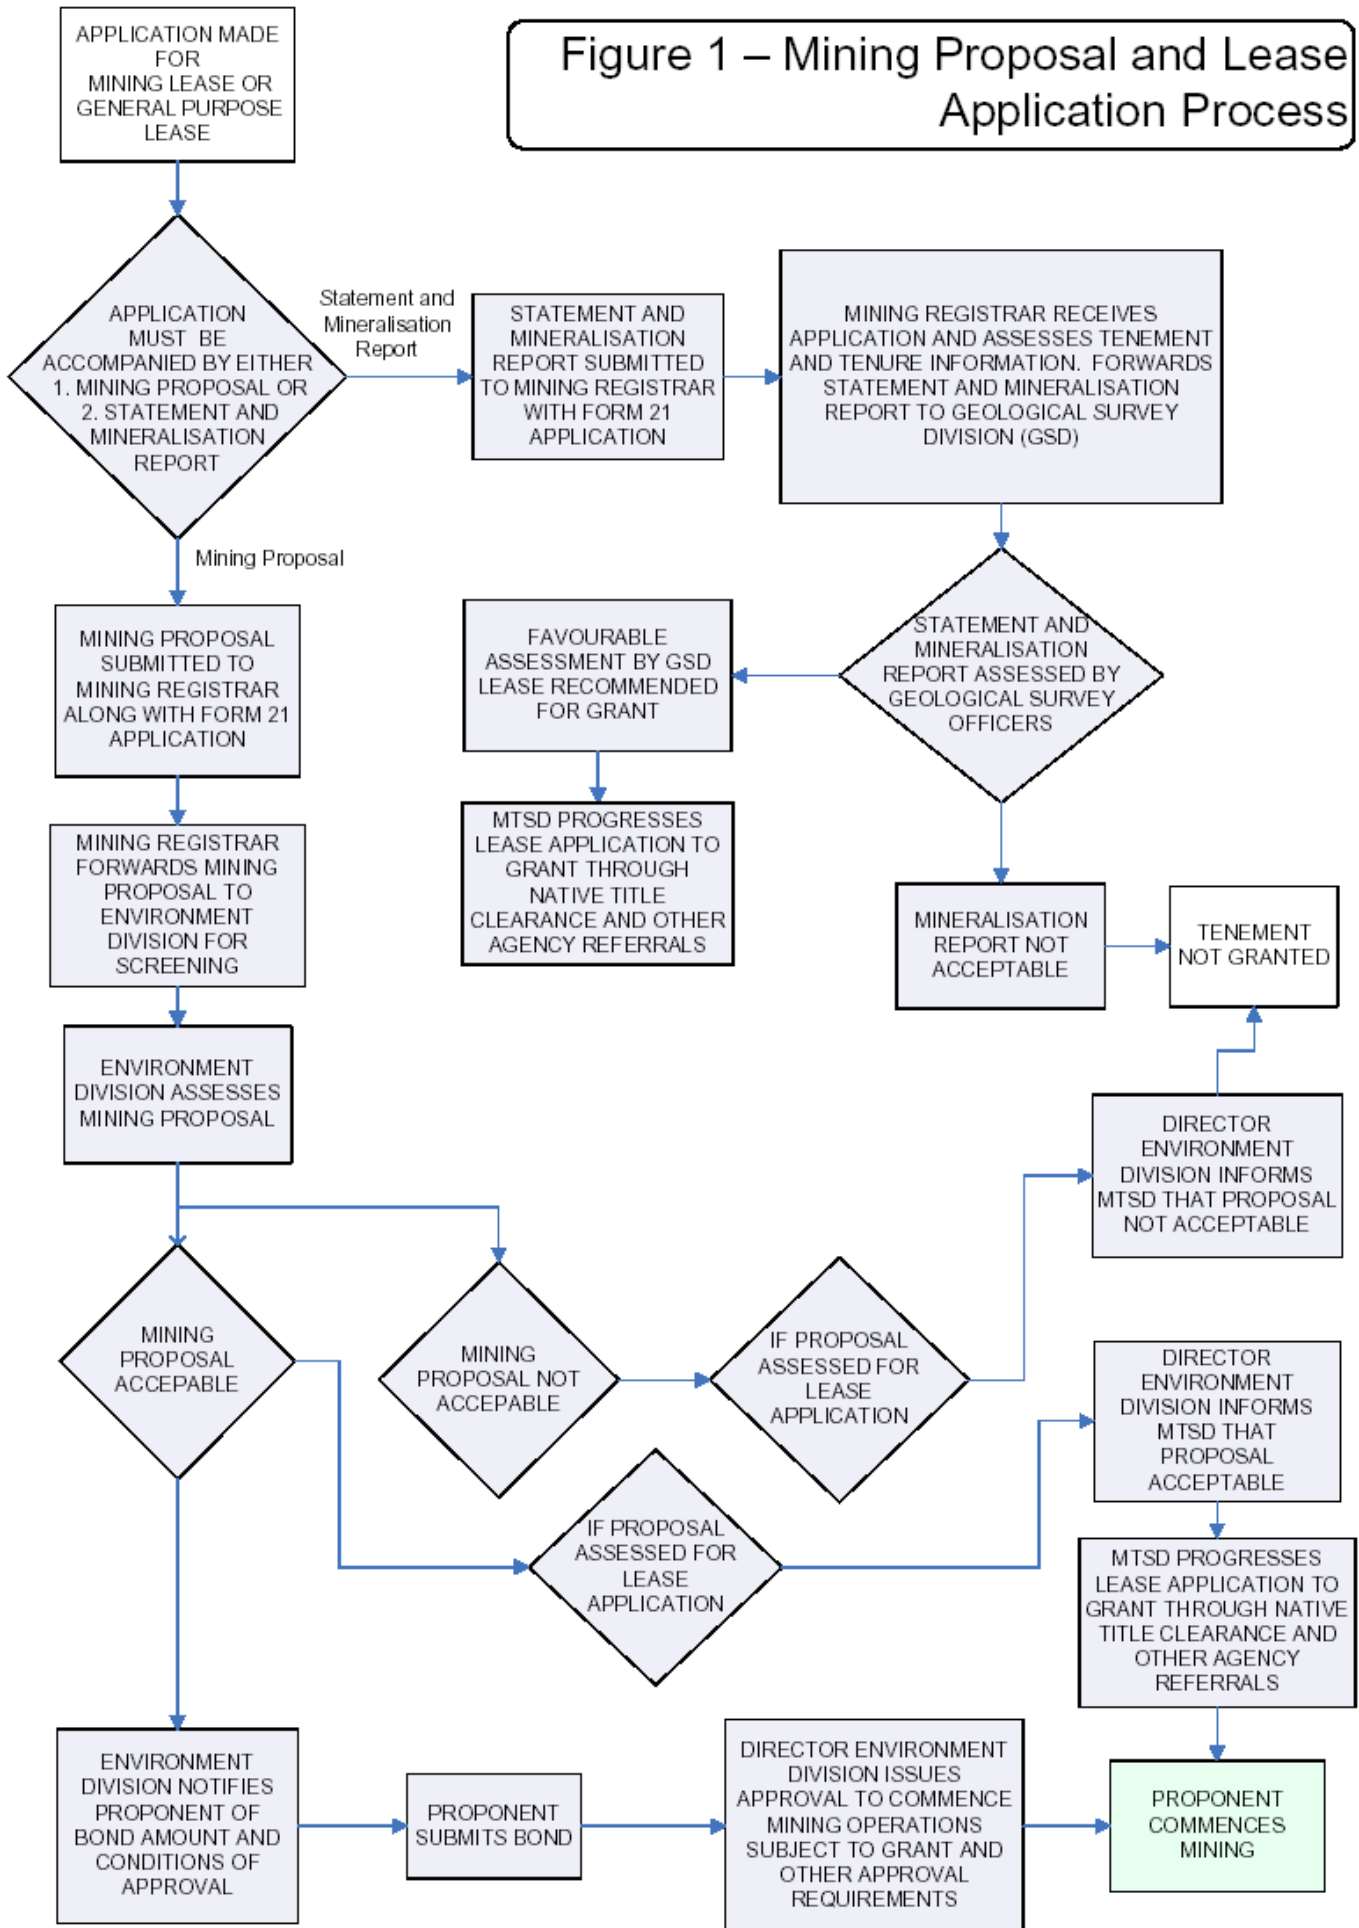 APPLICATION MADE
FOR
MINING LEASE OR
GENERAL PURPOSE
LEASE
Figure 1 – Mining Proposal and Lease
Application Process
APPLICATION
MUST BE
ACCOMPANIED BY EITHER
1. MINING PROPOSAL OR
2. STATEMENT AND
MINERALISATION
REPORT
Statement and
Mineralisation
Report
STATEMENT AND
MINERALISATION
REPORT SUBMITTED
TO MINING REGISTRAR
WITH FORM 21
APPLICATION
MINING REGISTRAR RECEIVES
APPLICATION AND ASSESSES TENEMENT
AND TENURE INFORMATION. FORWARDS
STATEMENT AND MINERALISATION
REPORT TO GEOLOGICAL SURVEY
DIVISION (GSD)
Mining Proposal
MINING PROPOSAL
SUBMITTED TO
MINING REGISTRAR
ALONG WITH FORM 21
APPLICATION
FAVOURABLE
ASSESSMENT BY GSD
LEASE RECOMMENDED
FOR GRANT
STATEMENT AND
MINERALISATION
REPORT ASSESSED BY
GEOLOGICAL SURVEY
OFFICERS
MINING REGISTRAR
FORWARDS MINING
PROPOSAL TO
ENVIRONMENT
DIVISION FOR
SCREENING
MTSD PROGRESSES
LEASE APPLICATION TO
GRANT THROUGH
NATIVE TITLE
CLEARANCE AND OTHER
AGENCY REFERRALS
MINERALISATION
REPORT NOT
ACCEPTABLE
TENEMENT
NOT GRANTED
ENVIRONMENT
DIVISION ASSESSES
MINING PROPOSAL
DIRECTOR
ENVIRONMENT
DIVISION INFORMS
MTSD THAT PROPOSAL
NOT ACCEPTABLE
MINING
PROPOSAL
ACCEPABLE
MINING
PROPOSAL NOT
ACCEPABLE
IF PROPOSAL
ASSESSED FOR
LEASE
APPLICATION
DIRECTOR
ENVIRONMENT
DIVISION INFORMS
MTSD THAT
PROPOSAL
ACCEPTABLE
IF PROPOSAL
ASSESSED FOR
LEASE
APPLICATION
MTSD PROGRESSES
LEASE APPLICATION TO
GRANT THROUGH NATIVE
TITLE CLEARANCE AND
OTHER AGENCY
REFERRALS
ENVIRONMENT
DIVISION NOTIFIES
PROPONENT OF
BOND AMOUNT AND
CONDITIONS OF
APPROVAL
PROPONENT
SUBMITS BOND
DIRECTOR ENVIRONMENT
DIVISION ISSUES
APPROVAL TO COMMENCE
MINING OPERATIONS
SUBJECT TO GRANT AND
OTHER APPROVAL
REQUIREMENTS
PROPONENT
COMMENCES
MINING